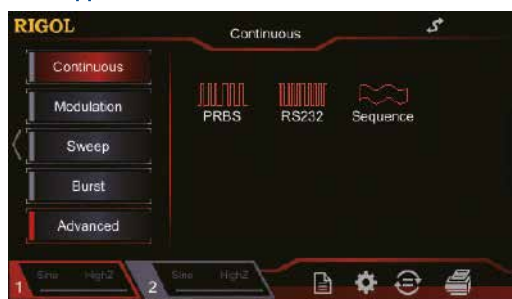 RIGOL
Continuous
Continuous
Modulation
Sweep
Burst
Advanced
PRBS RS232 Sequence
1 Sine HighZ 2 Sine HighZ